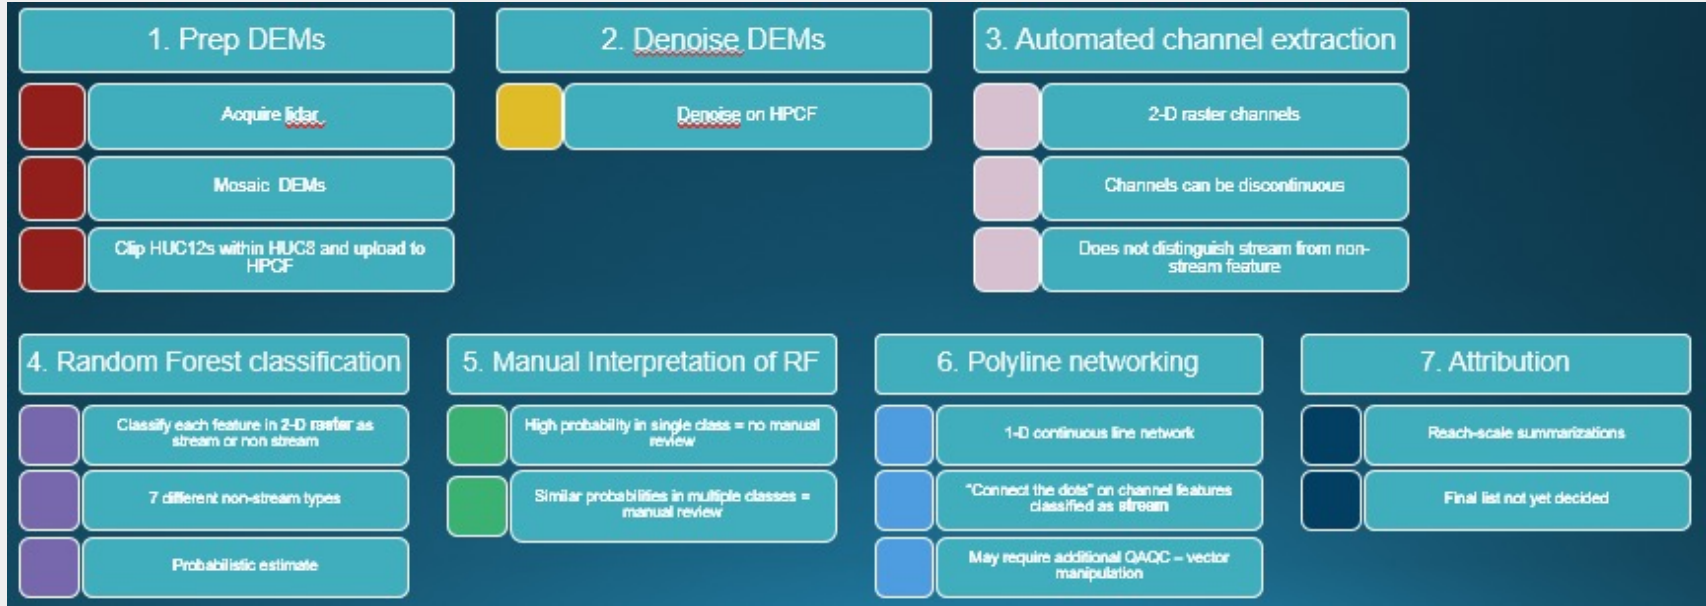 1. Prep DEMs
Acquire lidar
Mosaic DEMs
Clip HUC12s within HUC8 and upload to
HPCF
2. Denoise DEMs
Denoise on HPCF
3. Automated channel extraction
2-D raster channels
Channels can be discontinuous
Does not distinguish stream from non-
stream feature
4. Random Forest classification
Classify each feature in 2-D raster as
stream or non stream
7 different non-stream types
Probabilistic estimate
5. Manual Interpretation of RF
High probability in single class = no manual
review
Similar probabilities in multiple classes =
manual review
6. Polyline networking
1-D continuous line network
"Connect the dots" on channel features
classified as stream
May require additional QAQC – vector
manipulation
7. Attribution
Reach-scale summarizations
Final list not yet decided